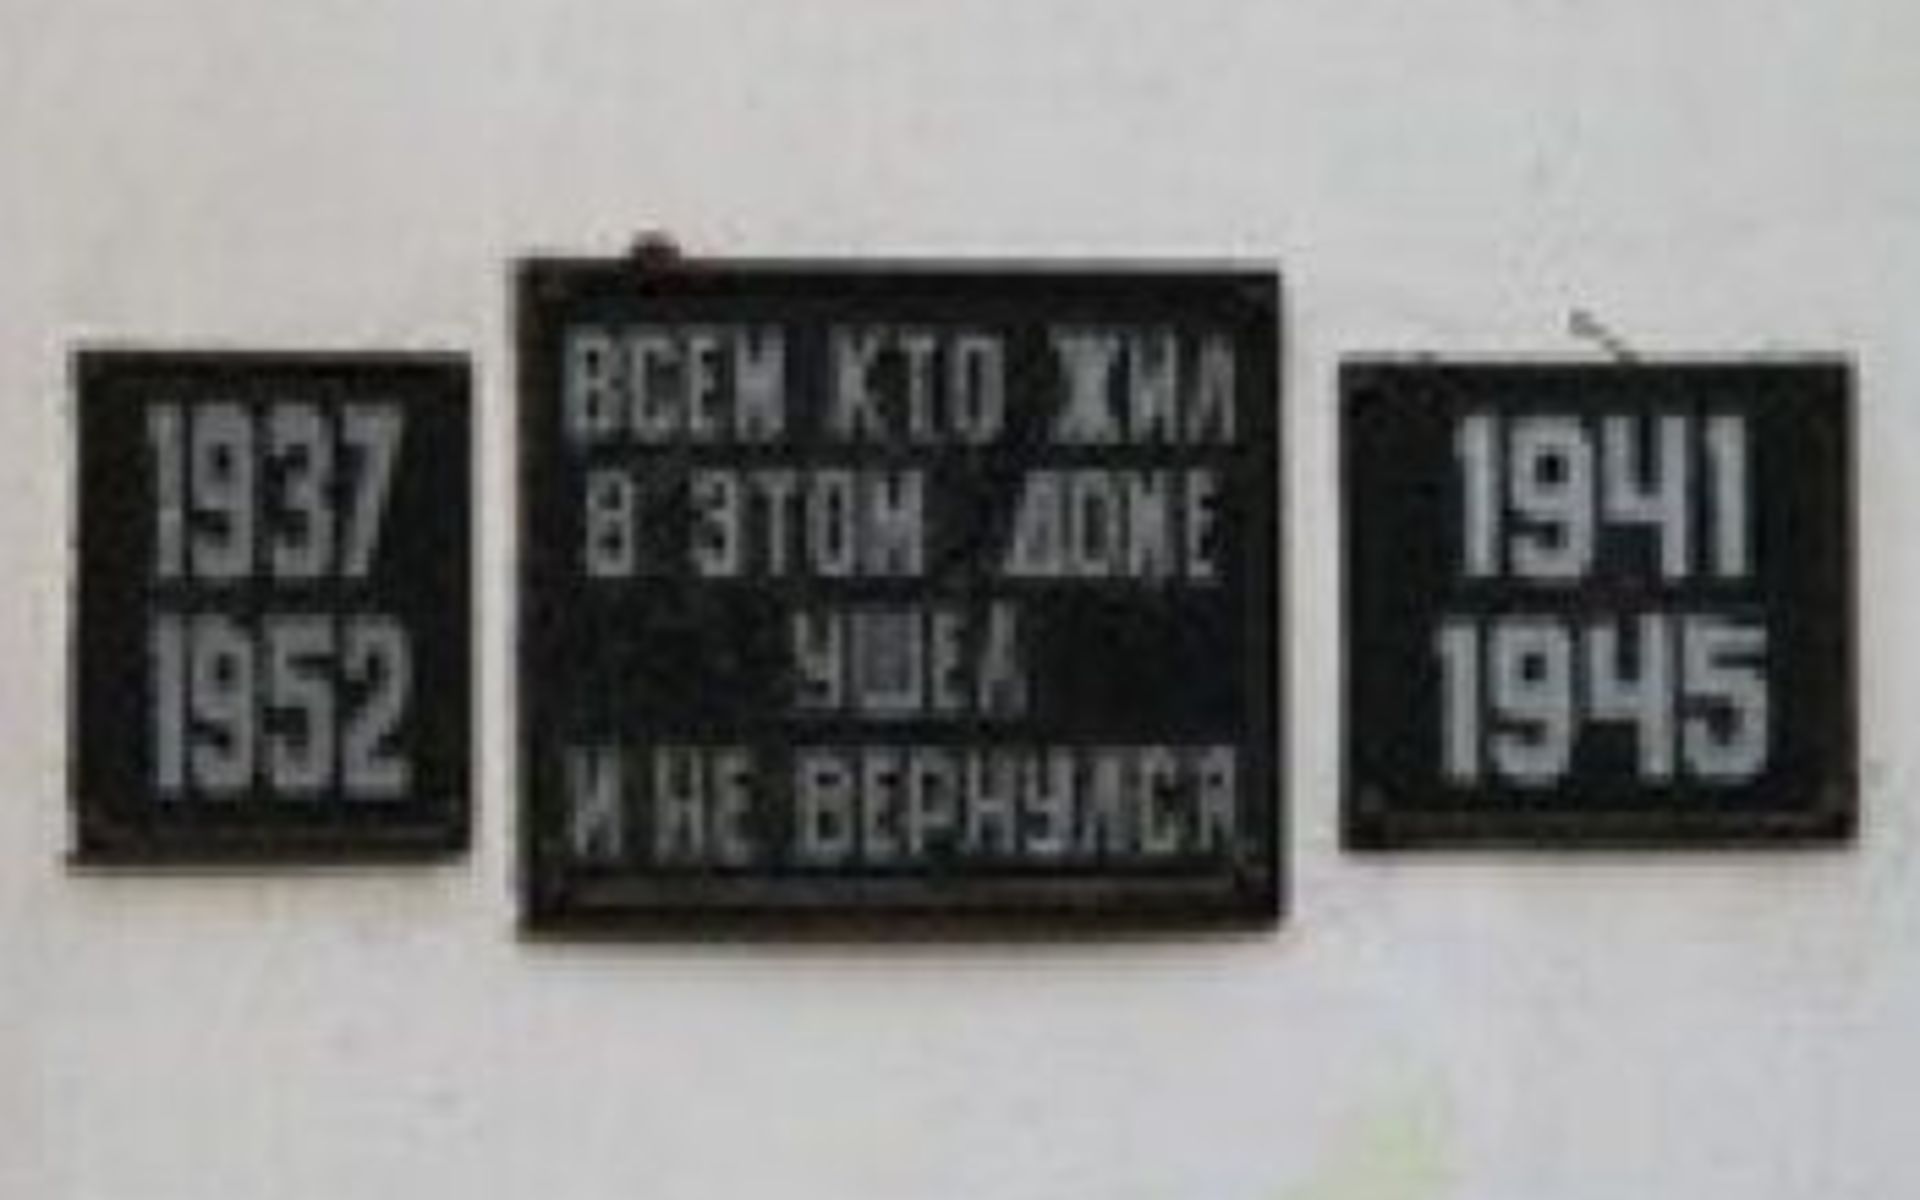 1937
1952
ВСЕМ КТО ЖИЛ
В ЭТОМ ДОМЕ
УШЕЛ
И НЕ ВЕРНУЛСЯ
1941
1945